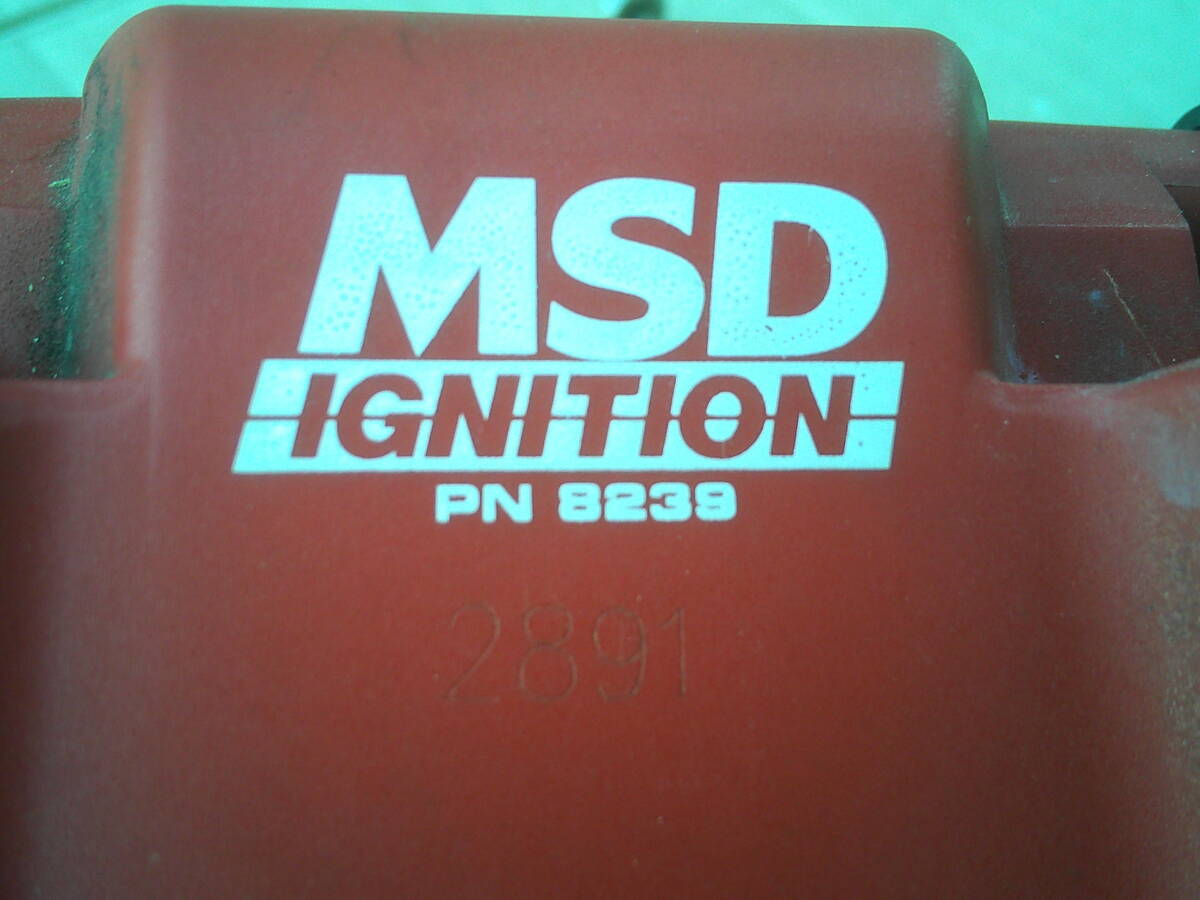 MSD
IGNITION
PN 8239
2891